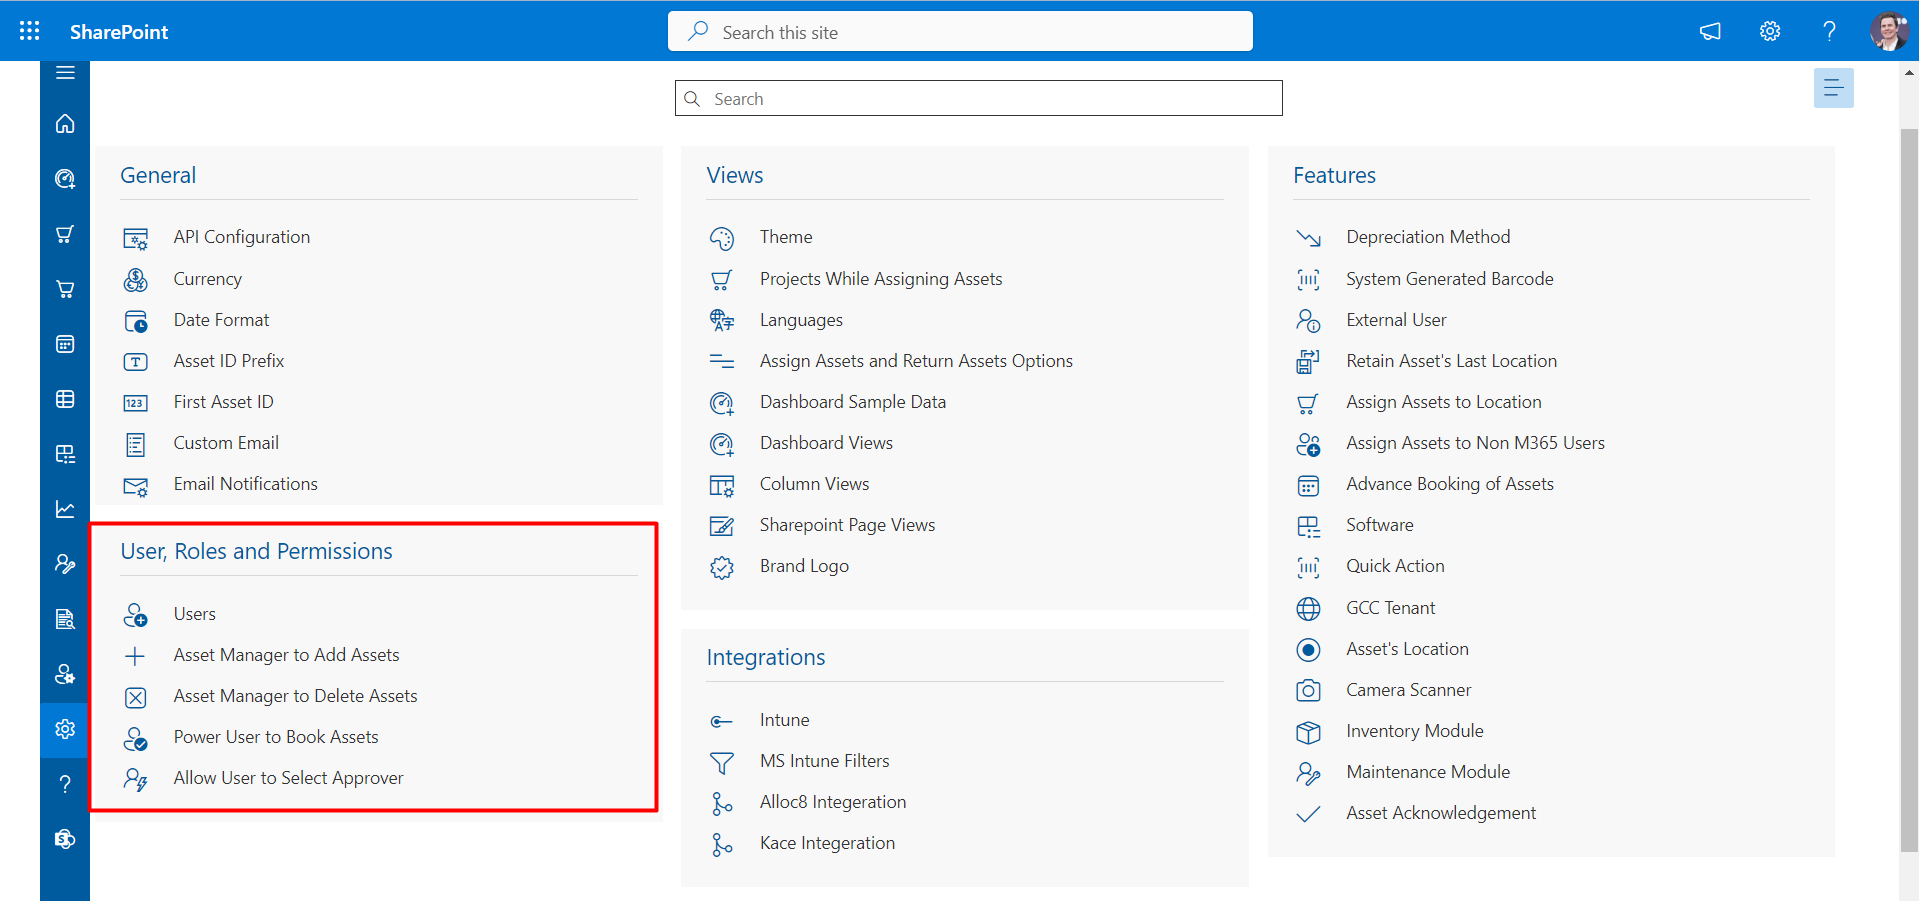 SharePoint
Search this site
Search
General
API Configuration
Currency
Date Format
Asset ID Prefix
First Asset ID
Custom Email
Email Notifications
User, Roles and Permissions
Users
Asset Manager to Add Assets
Asset Manager to Delete Assets
Power User to Book Assets
Allow User to Select Approver
Views
Theme
Projects While Assigning Assets
Languages
Assign Assets and Return Assets Options
Dashboard Sample Data
Dashboard Views
Column Views
Sharepoint Page Views
Brand Logo
Integrations
Intune
MS Intune Filters
Alloc8 Integeration
Kace Integeration
Features
Depreciation Method
System Generated Barcode
External User
Retain Asset's Last Location
Assign Assets to Location
Assign Assets to Non M365 Users
Advance Booking of Assets
Software
Quick Action
GCC Tenant
Asset's Location
Camera Scanner
Inventory Module
Maintenance Module
Asset Acknowledgement